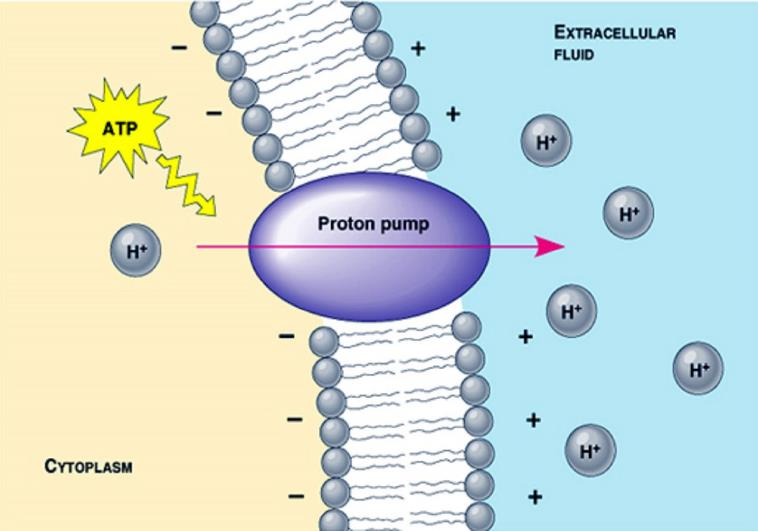 EXTRACELLULAR
FLUID
−
+
−
+
ATP
H+
H+
Proton pump
H+
H+
−
+
H+
−
+
H+
CYTOPLASM
−
+